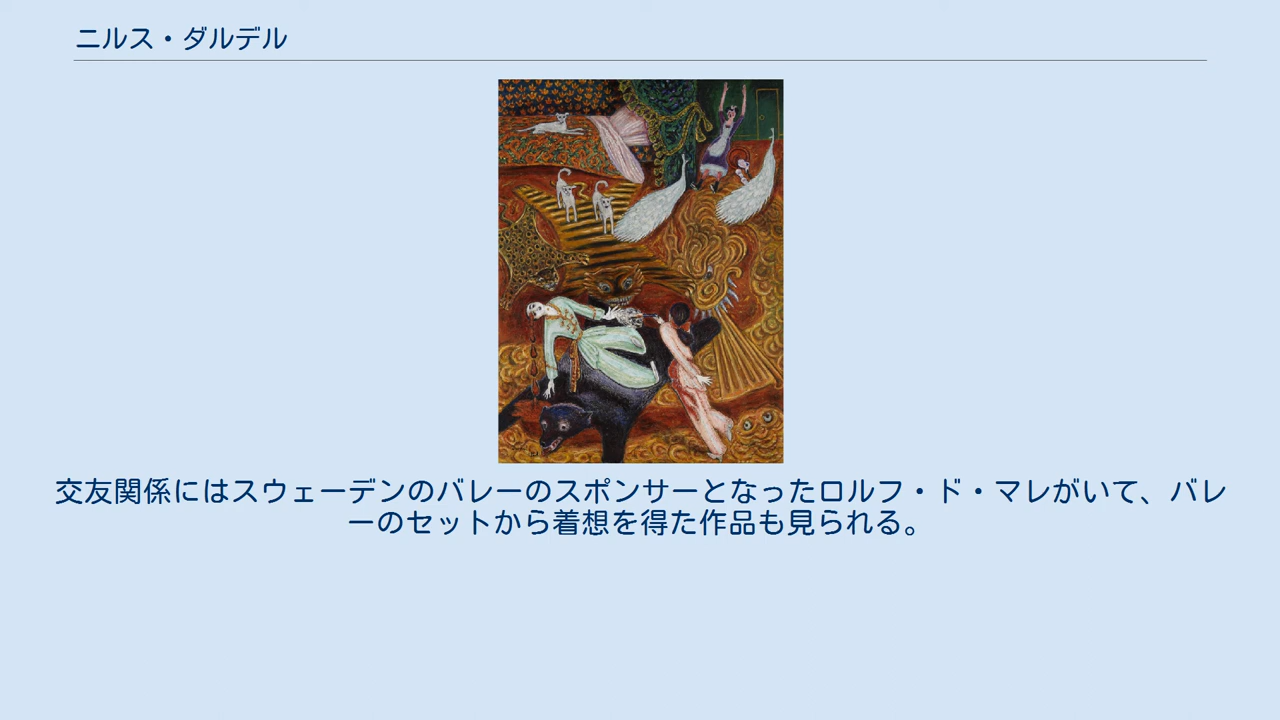 ニルス・ダルデル
交友関係にはスウェーデンのバレーのスポンサーとなったロルフ・ド・マレがいて、バレ
ーのセットから着想を得た作品も見られる。